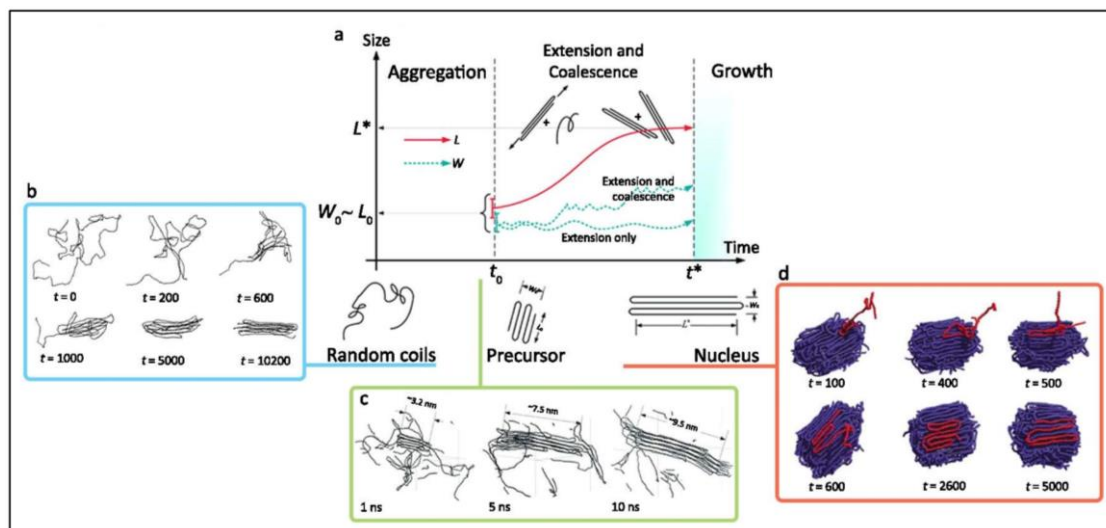 a
Size
Aggregation
Extension and
Coalescence
Growth
L*
L
W
+
+
Extension and
coalescence
Extension only
W₀~ L₀
t₀
t*
Time
b
t = 0
t = 200
t = 600
t = 1000
t = 5000
t = 10200
Random coils
Precursor
L*
Nucleus
c
~3.2 nm
~7.5 nm
~9.5 nm
1 ns
5 ns
10 ns
d
t = 100
t = 400
t = 500
t = 600
t = 2600
t = 5000